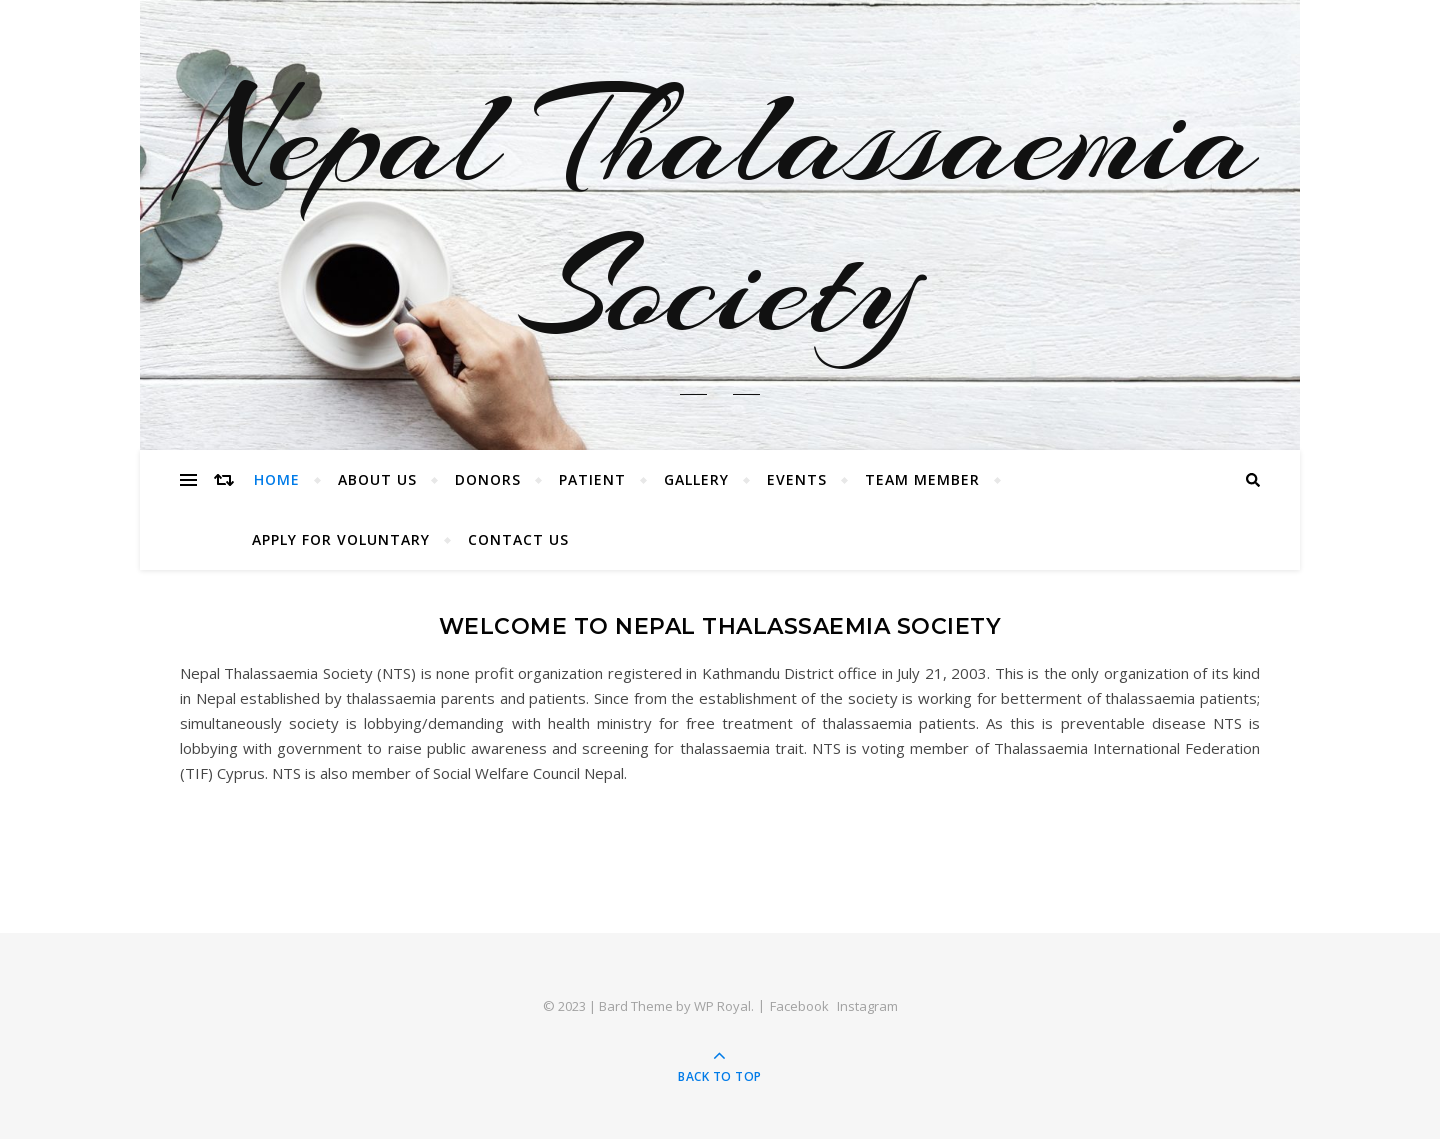 Nepal Thalassaemia
Society
HOME
ABOUT US
DONORS
PATIENT
GALLERY
EVENTS
TEAM MEMBER
APPLY FOR VOLUNTARY
CONTACT US
WELCOME TO NEPAL THALASSAEMIA SOCIETY
Nepal Thalassaemia Society (NTS) is none profit organization registered in Kathmandu District office in July 21, 2003. This is the only organization of its kind
in Nepal established by thalassaemia parents and patients. Since from the establishment of the society is working for betterment of thalassaemia patients;
simultaneously society is lobbying/demanding with health ministry for free treatment of thalassaemia patients. As this is preventable disease NTS is
lobbying with government to raise public awareness and screening for thalassaemia trait. NTS is voting member of Thalassaemia International Federation
(TIF) Cyprus. NTS is also member of Social Welfare Council Nepal.
© 2023 | Bard Theme by WP Royal. | Facebook Instagram
BACK TO TOP